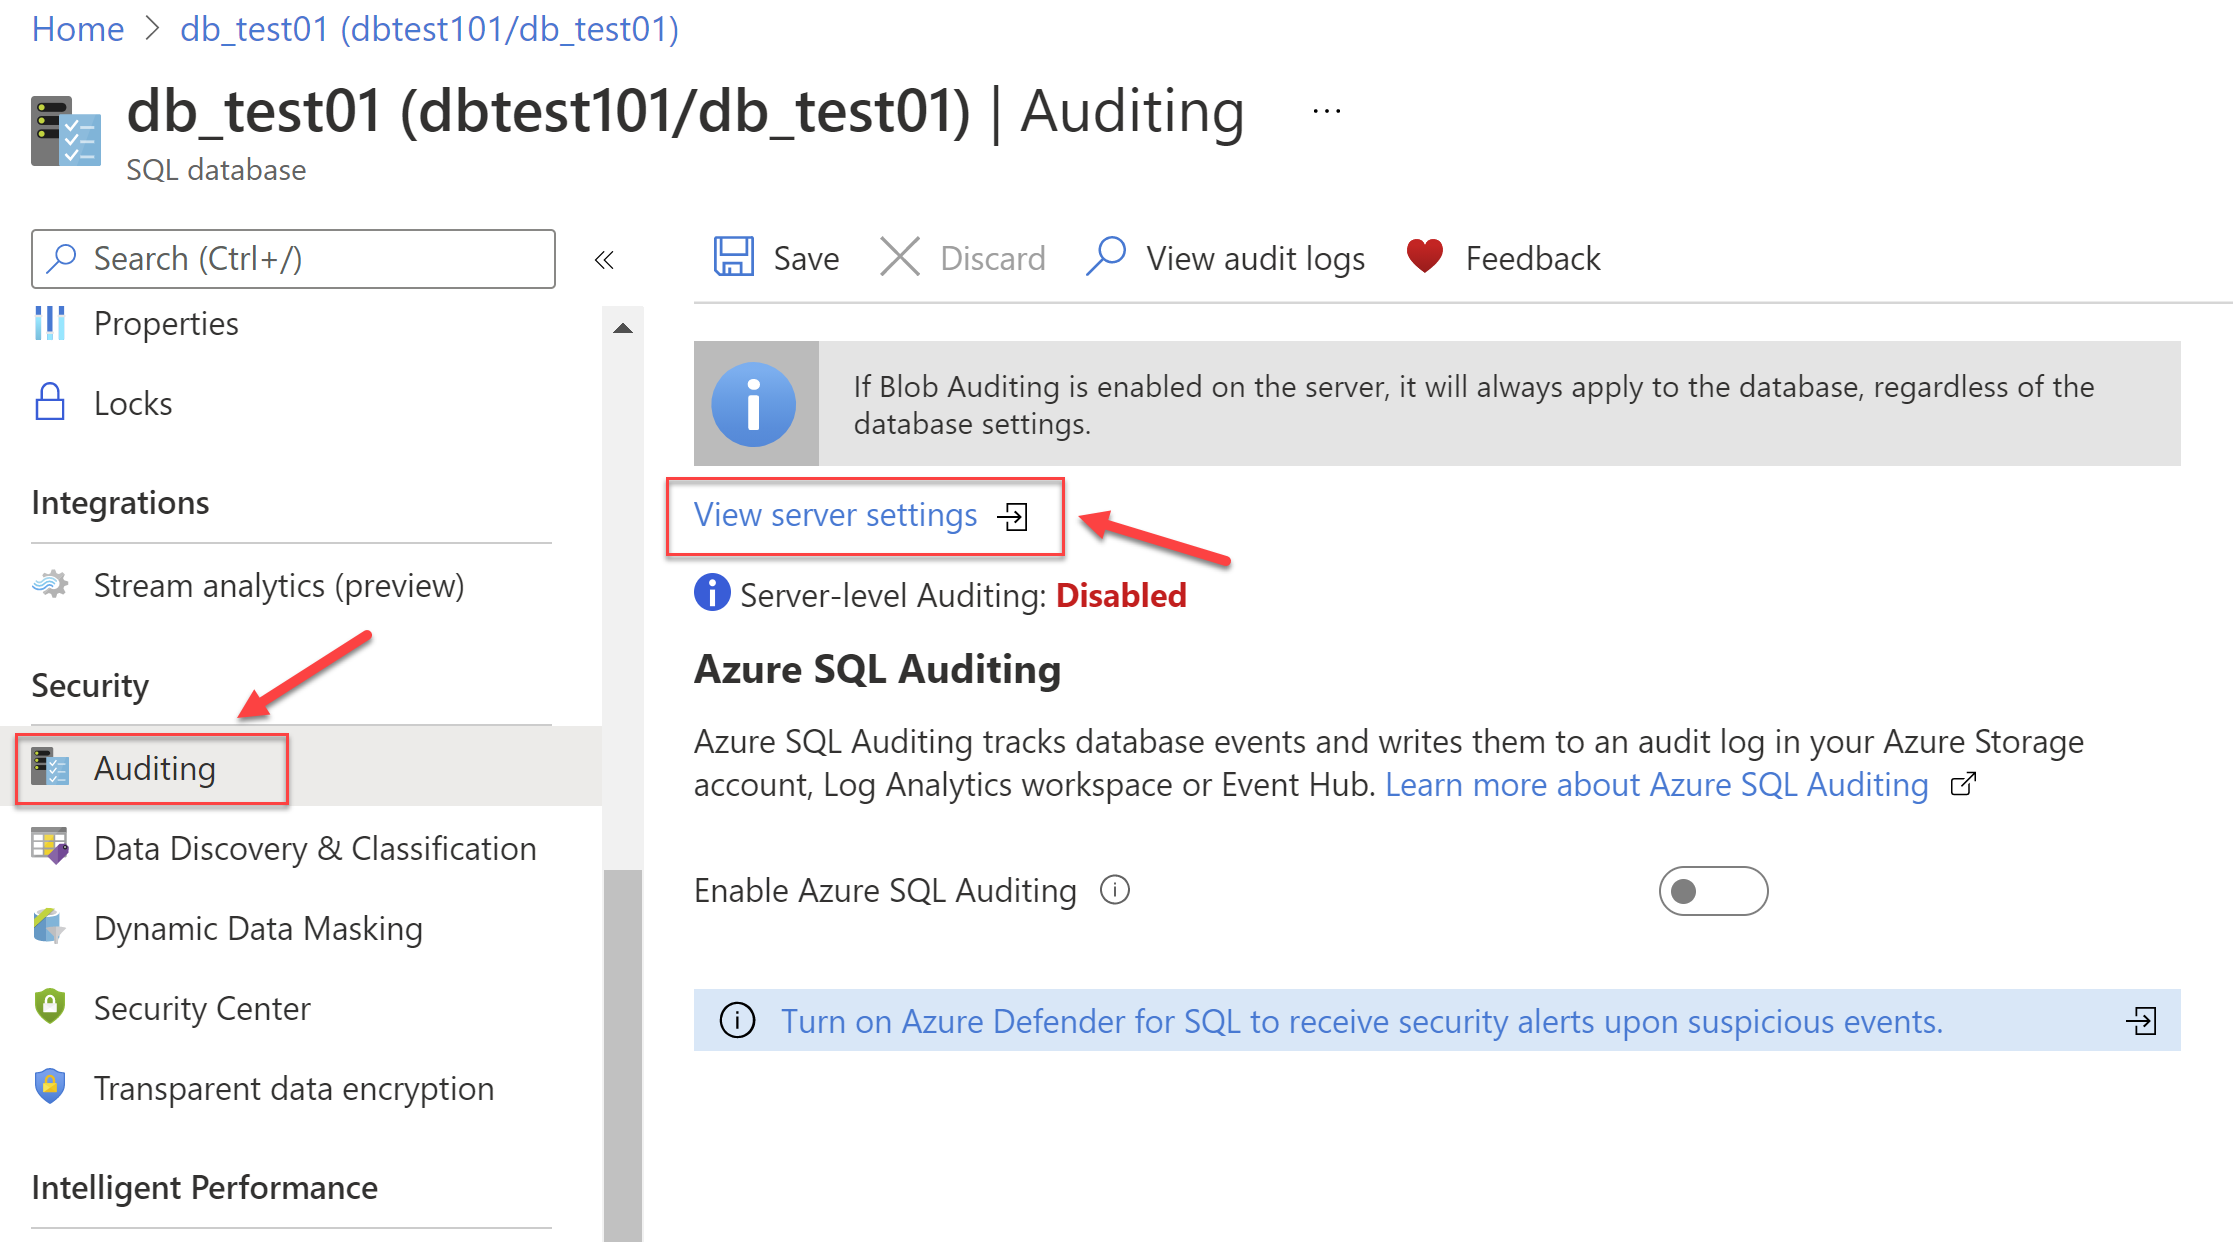 Home > db_test01 (dbtest101/db_test01)
db_test01 (dbtest101/db_test01) | Auditing ...
SQL database
Search (Ctrl+/)
«
Properties
Locks
Integrations
Stream analytics (preview)
Security
Auditing
Data Discovery & Classification
Dynamic Data Masking
Security Center
Transparent data encryption
Intelligent Performance
Save Discard View audit logs Feedback
If Blob Auditing is enabled on the server, it will always apply to the database, regardless of the
database settings.
View server settings
Server-level Auditing: Disabled
Azure SQL Auditing
Azure SQL Auditing tracks database events and writes them to an audit log in your Azure Storage
account, Log Analytics workspace or Event Hub. Learn more about Azure SQL Auditing
Enable Azure SQL Auditing
Turn on Azure Defender for SQL to receive security alerts upon suspicious events.